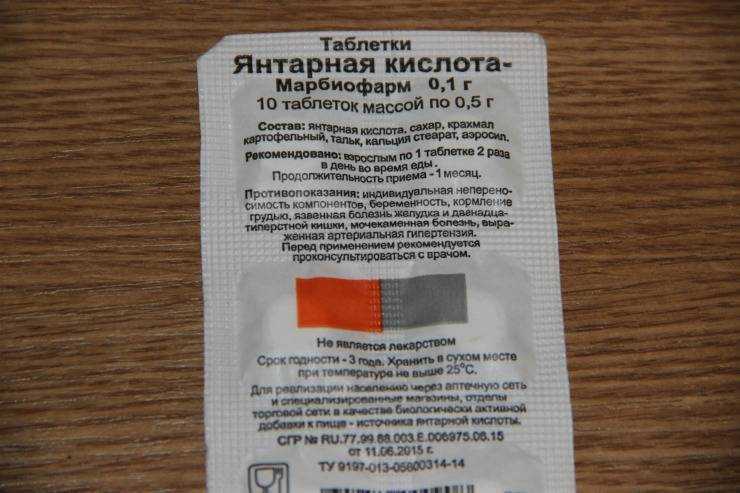 Таблетки
Янтарная кислота-
Марбиофарм 0,1 г
10 таблеток массой по 0,5 г
Состав: янтарная кислота, сахар, крахмал
картофельный, тальк, кальция стеарат, аэросил.
Рекомендовано: взрослым по 1 таблетке 2 раза
в день во время еды.
Продолжительность приема - 1 месяц.
Противопоказания: индивидуальная неперено-
симость компонентов, беременность, кормление
грудью, язвенная болезнь желудка и двенадца-
типерстной кишки, мочекаменная болезнь, выра-
женная артериальная гипертензия.
Перед применением рекомендуется
проконсультироваться с врачом.
Не является лекарством
Срок годности - 3 года. Хранить в сухом месте
при температуре не выше 25°С.
Для реализации населению через аптечную сеть
и специализированные магазины, отделы
торговой сети в качестве биологически активной
добавки к пище - источника янтарной кислоты.
СГР № RU.77.99.88.003.Е.006975.06.15
от 11.06.2015 г.
ТУ 9197-013-05800314-14